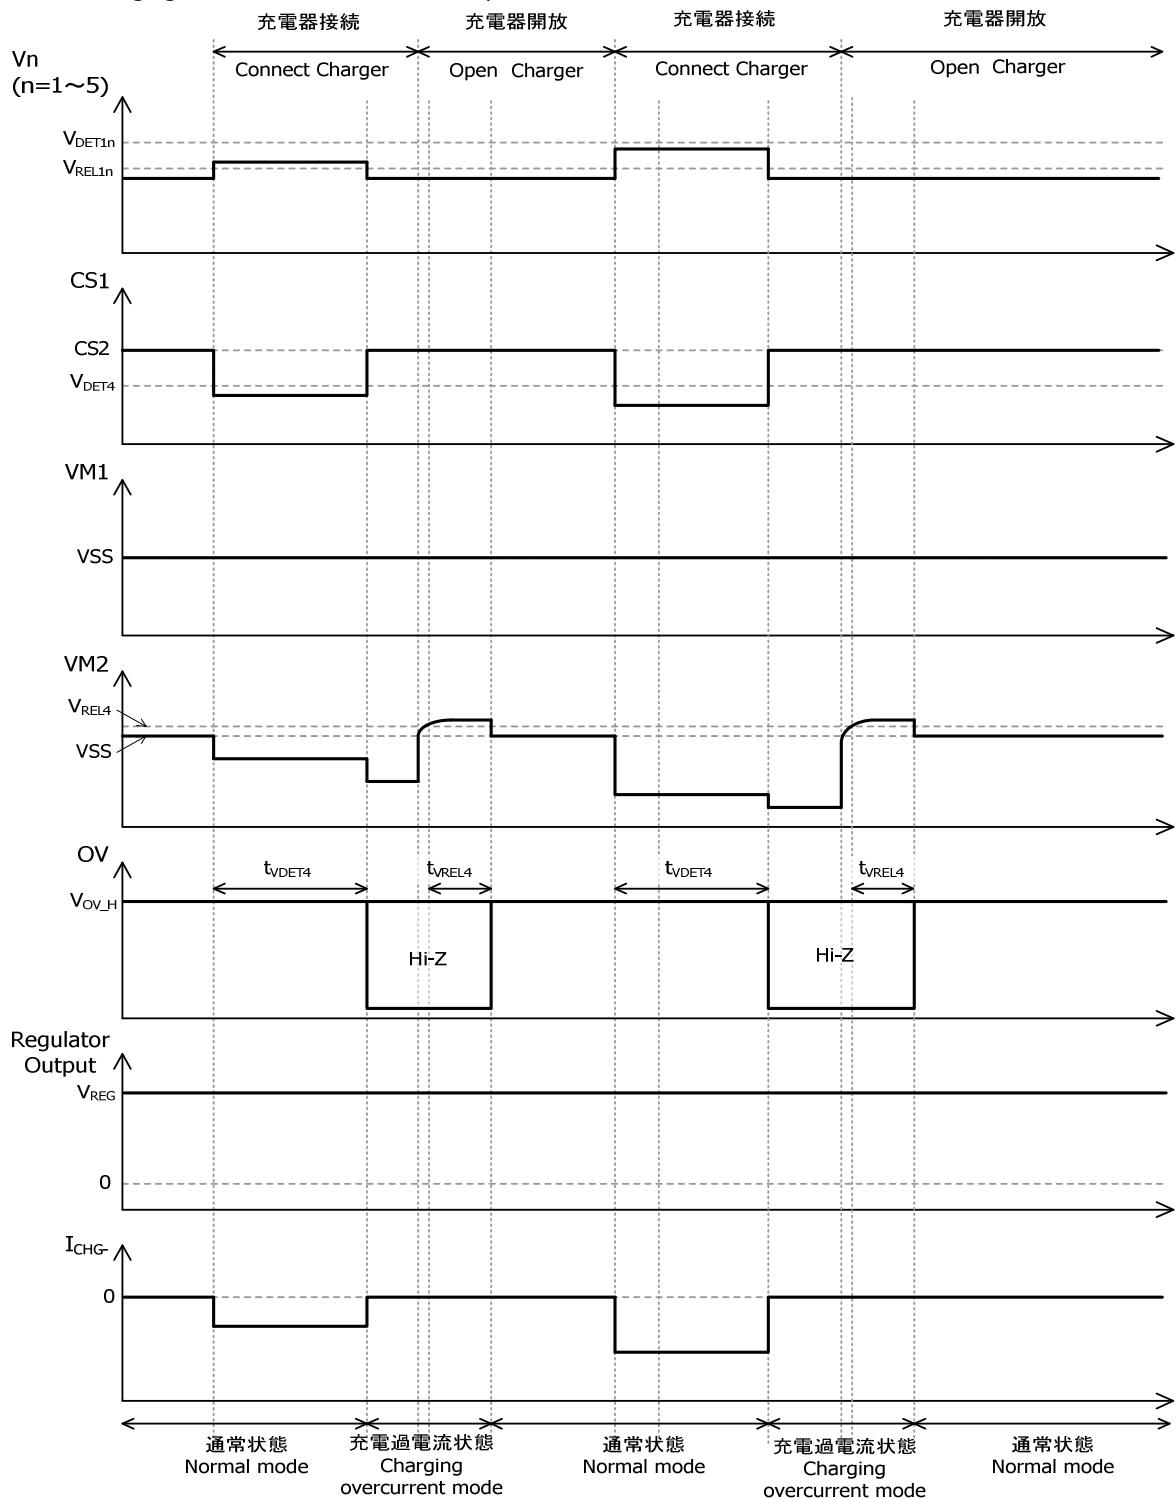 充電器接続 充電器開放 充電器接続 充電器開放
Connect Charger Open Charger Connect Charger Open Charger
Vn
(n=1～5)
VDET1n
VREL1n
CS1
CS2
VDET4
VM1
VSS
VM2
VREL4
VSS
OV
tVDET4 tVREL4 tVDET4 tVREL4
VOV_H
Hi-Z Hi-Z
Regulator
Output
VREG
0
ICHG-
0
通常状態 充電過電流状態 通常状態 充電過電流状態 通常状態
Normal mode Charging Normal mode Charging Normal mode
overcurrent mode overcurrent mode